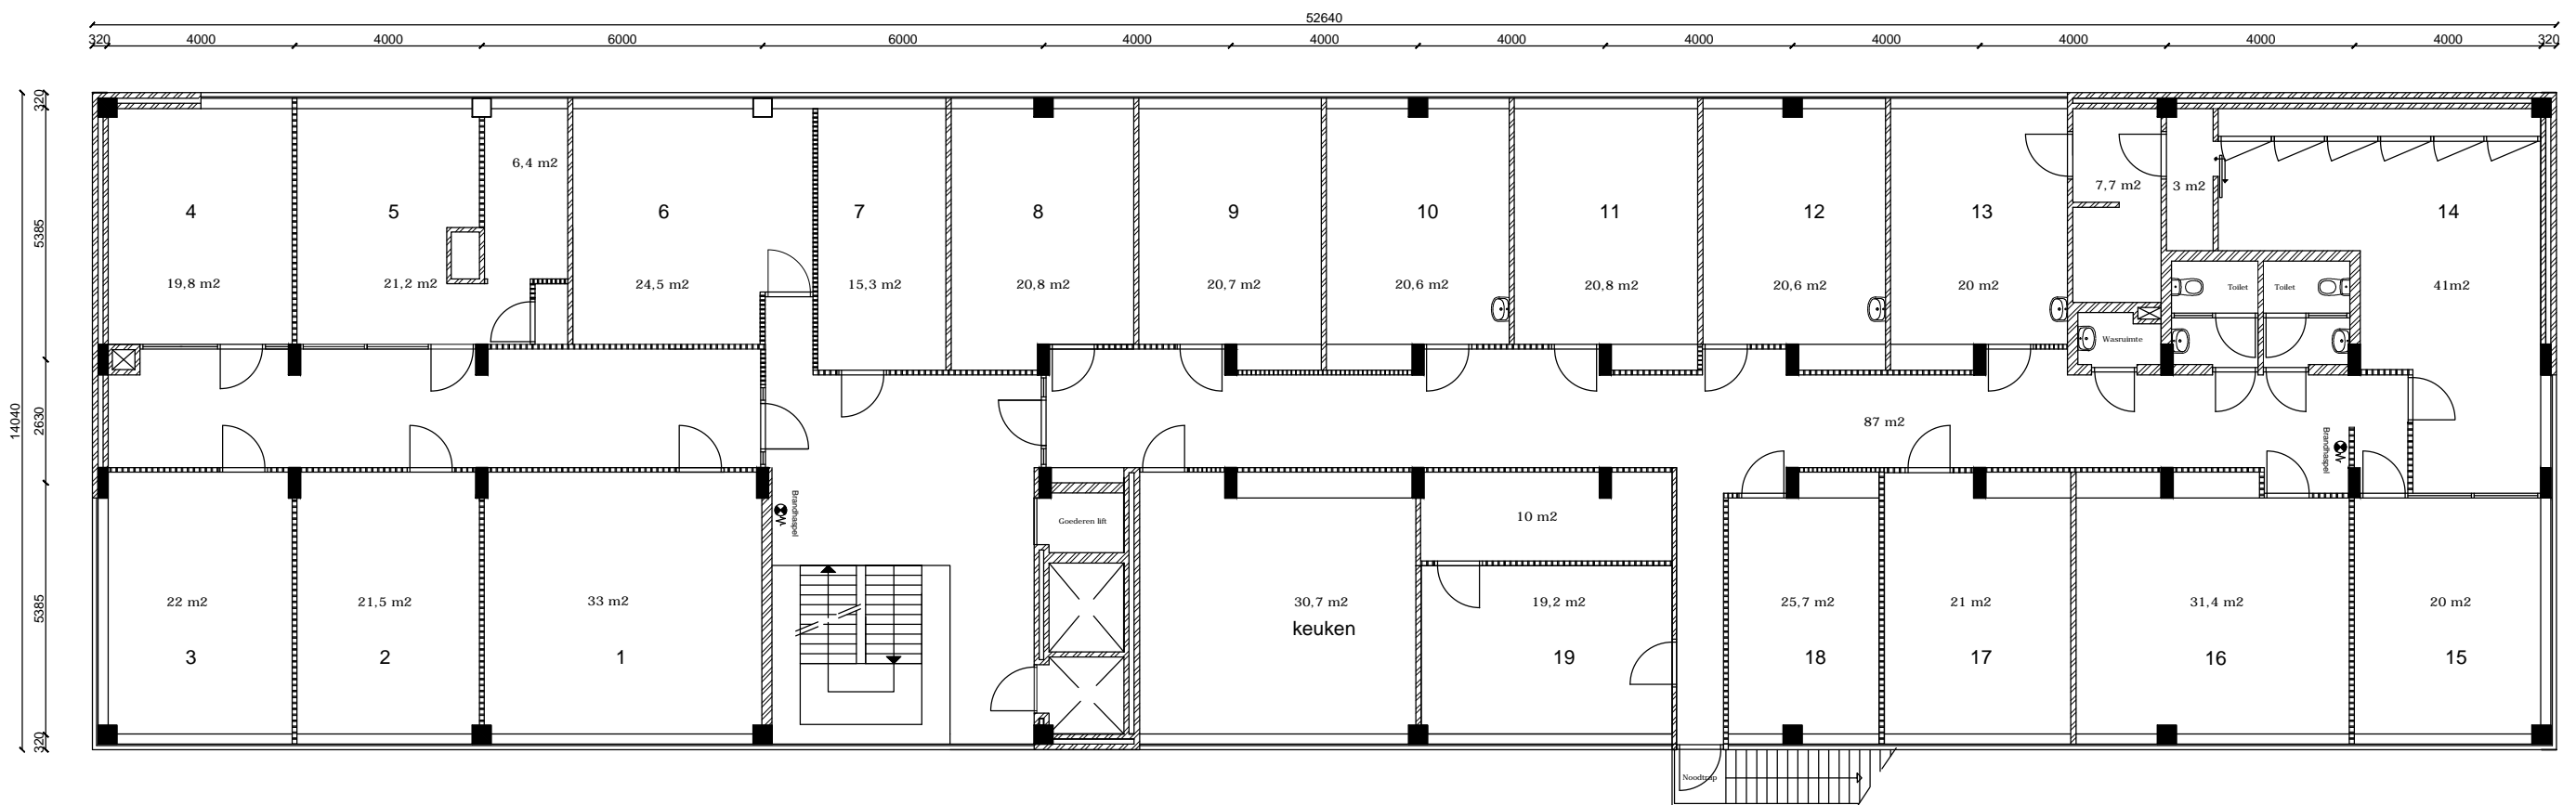 52640
320 4000 4000 6000 6000 4000 4000 4000 4000 4000 4000 4000 4000 320
14040
320
5385
2630
5385
320
6,4 m2
7,7 m2 3 m2
4 5 6 7 8 9 10 11 12 13 14
19,8 m2 21,2 m2 24,5 m2 15,3 m2 20,8 m2 20,7 m2 20,6 m2 20,8 m2 20,6 m2 20 m2 Toilet Toilet 41m2
Wasruimte
87 m2
Brandhaspel
Brandhaspel
Goederen lift
10 m2
22 m2 21,5 m2 33 m2 30,7 m2 19,2 m2 25,7 m2 21 m2 31,4 m2 20 m2
keuken
3 2 1 19 18 17 16 15
Noodtrap